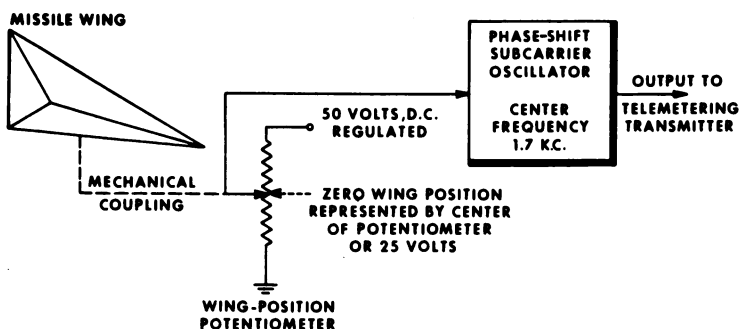 MISSILE WING
PHASE-SHIFT
SUBCARRIER
OSCILLATOR
CENTER
FREQUENCY
1.7 K.C.
OUTPUT TO
TELEMETERING
TRANSMITTER
50 VOLTS, D.C.
REGULATED
MECHANICAL
COUPLING
ZERO WING POSITION
REPRESENTED BY CENTER
OF POTENTIOMETER
OR 25 VOLTS
WING-POSITION
POTENTIOMETER